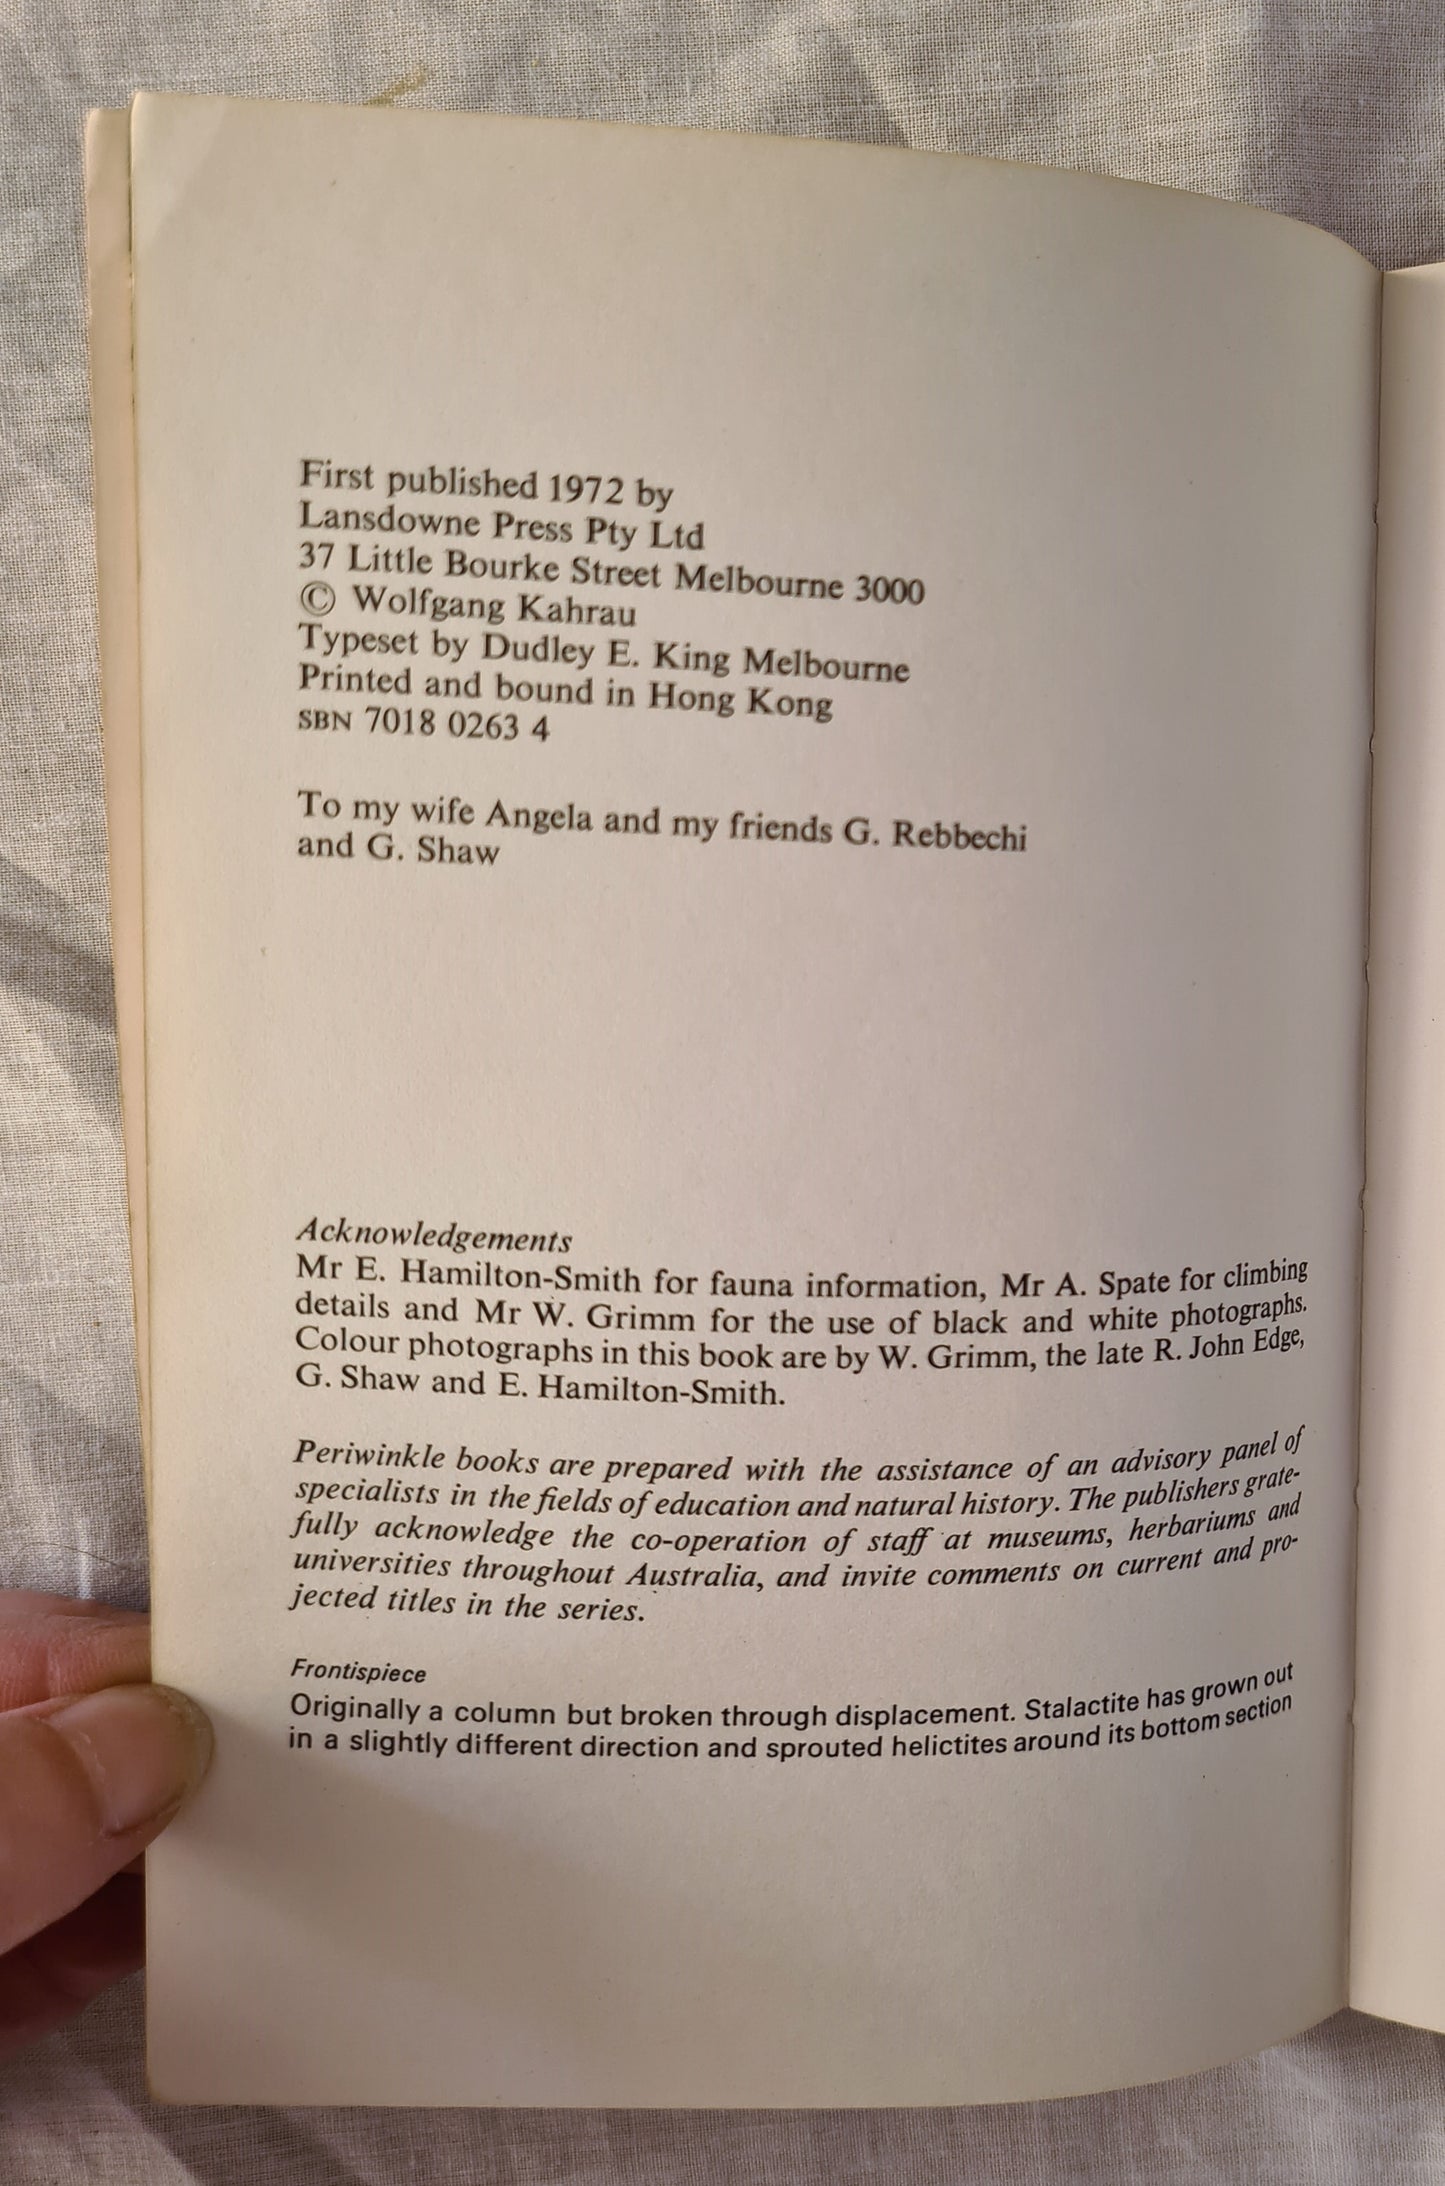 First published 1972 by
Lansdowne Press Pty Ltd
37 Little Bourke Street Melbourne 3000
© Wolfgang Kahrau
Typeset by Dudley E. King Melbourne
Printed and bound in Hong Kong
SBN 7018 0263 4
To my wife Angela and my friends G. Rebbechi
and G. Shaw
Acknowledgements
Mr E. Hamilton-Smith for fauna information, Mr A. Spate for climbing
details and Mr W. Grimm for the use of black and white photographs.
Colour photographs in this book are by W. Grimm, the late R. John Edge,
G. Shaw and E. Hamilton-Smith.
Periwinkle books are prepared with the assistance of an advisory panel of
specialists in the fields of education and natural history. The publishers grate-
fully acknowledge the co-operation of staff at museums, herbariums and
universities throughout Australia, and invite comments on current and pro-
jected titles in the series.
Frontispiece
Originally a column but broken through displacement. Stalactite has grown out
in a slightly different direction and sprouted helictites around its bottom section